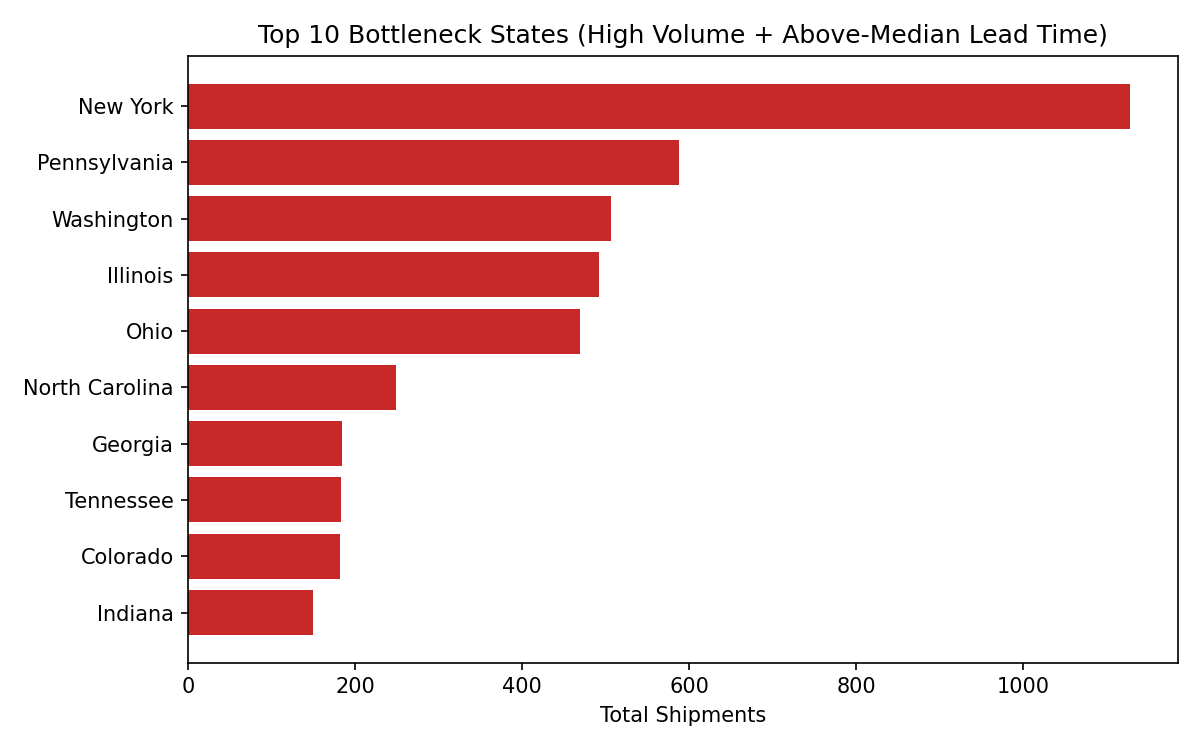 Top 10 Bottleneck States (High Volume + Above-Median Lead Time)
New York
Pennsylvania
Washington
Illinois
Ohio
North Carolina
Georgia
Tennessee
Colorado
Indiana
0 200 400 600 800 1000
Total Shipments